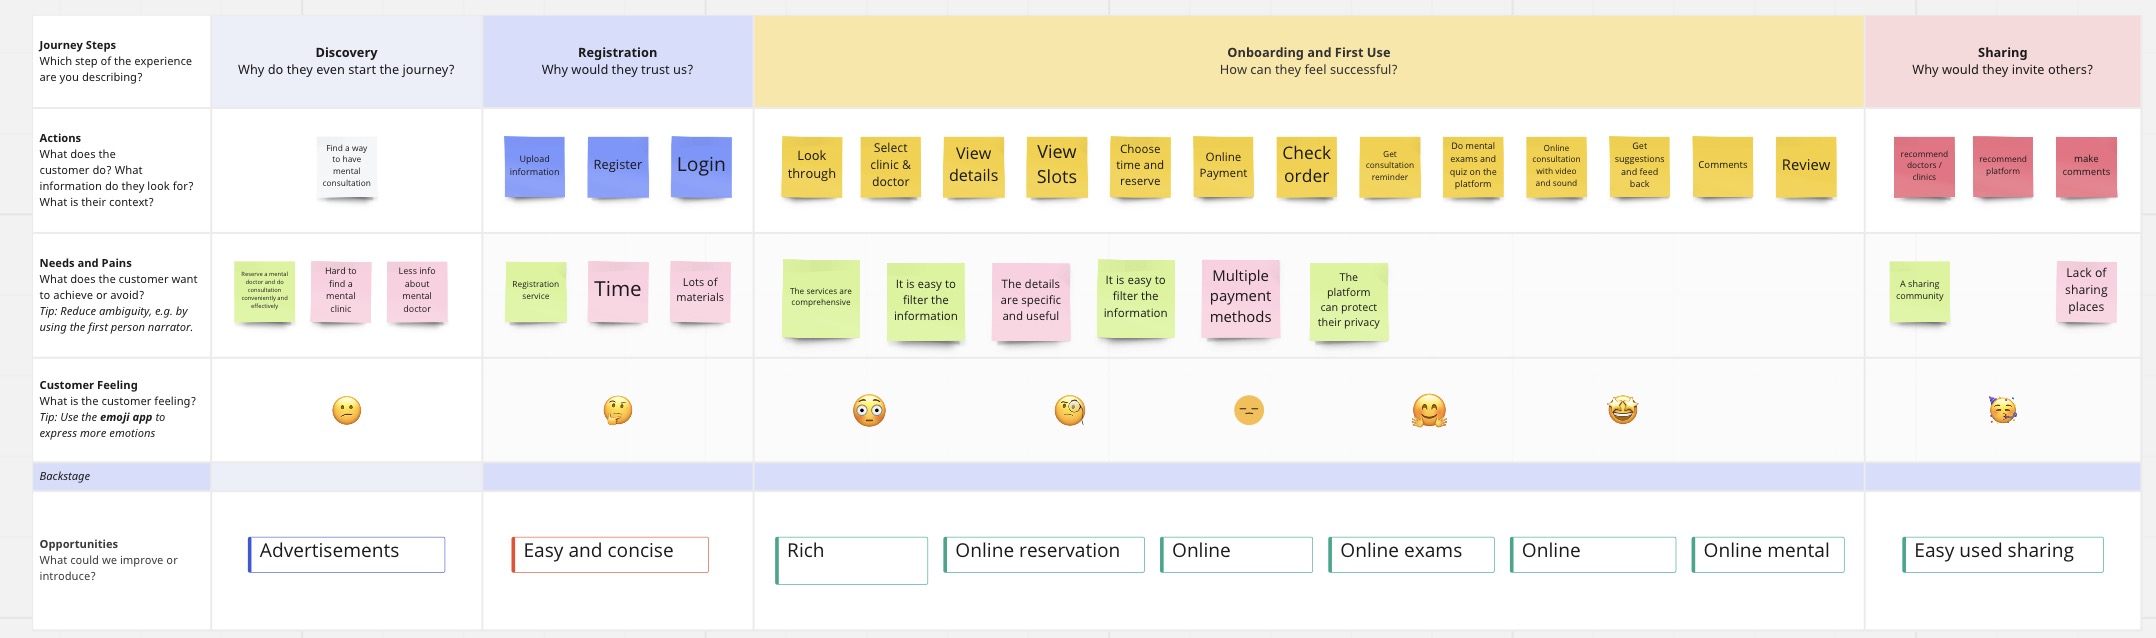 Journey Steps
Which step of the experience
are you describing?
Discovery
Why do they even start the journey?
Registration
Why would they trust us?
Onboarding and First Use
How can they feel successful?
Sharing
Why would they invite others?
Actions
What does the
customer do? What
information do they look for?
What is their context?
Find a way
to have
mental
consultation
Upload
information
Register
Login
Look
through
Select
clinic &
doctor
View
details
View
Slots
Choose
time and
reserve
Online
Payment
Check
order
Get
consultation
reminder
Do mental
exams and
quiz on the
platform
Online
consultation
with video
and sound
Get
suggestions
and feed
back
Comments
Review
recommend
doctors /
clinics
recommend
platform
make
comments
Needs and Pains
What does the customer want
to achieve or avoid?
Tip: Reduce ambiguity, e.g. by
using the first person narrator.
Reserve a mental
doctor and do
consultation
conveniently and
effectively
Hard to
find a
mental
clinic
Less info
about
mental
doctor
Registration
service
Time
Lots of
materials
The services are
comprehensive
It is easy to
filter the
information
The details
are specific
and useful
It is easy to
filter the
information
Multiple
payment
methods
The
platform
can protect
their privacy
A sharing
community
Lack of
sharing
places
Customer Feeling
What is the customer feeling?
Tip: Use the emoji app to
express more emotions
Backstage
Opportunities
What could we improve or
introduce?
Advertisements
Easy and concise
Rich
Online reservation
Online
Online exams
Online
Online mental
Easy used sharing